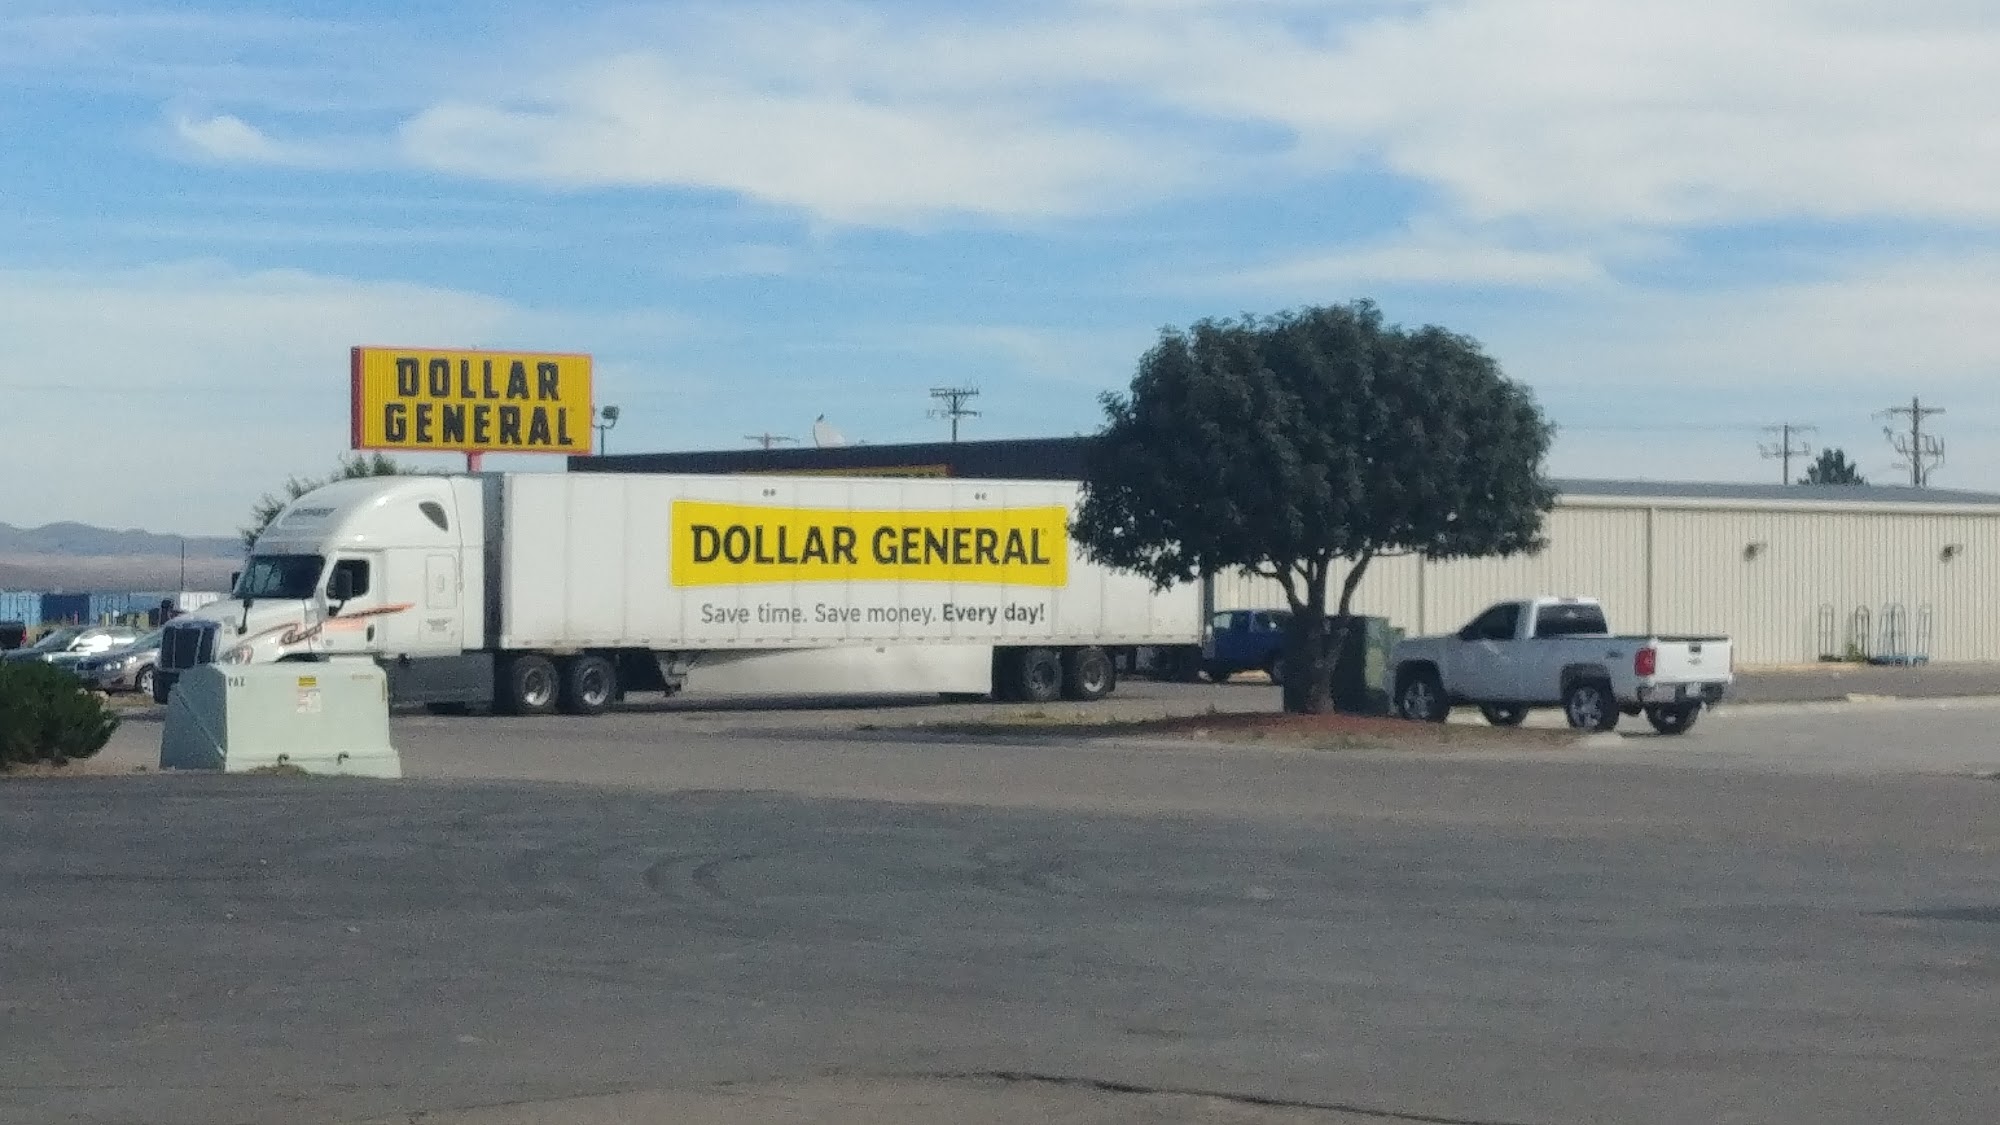 DOLLAR
GENERAL
DOLLAR GENERAL
Save time. Save money. Every day!